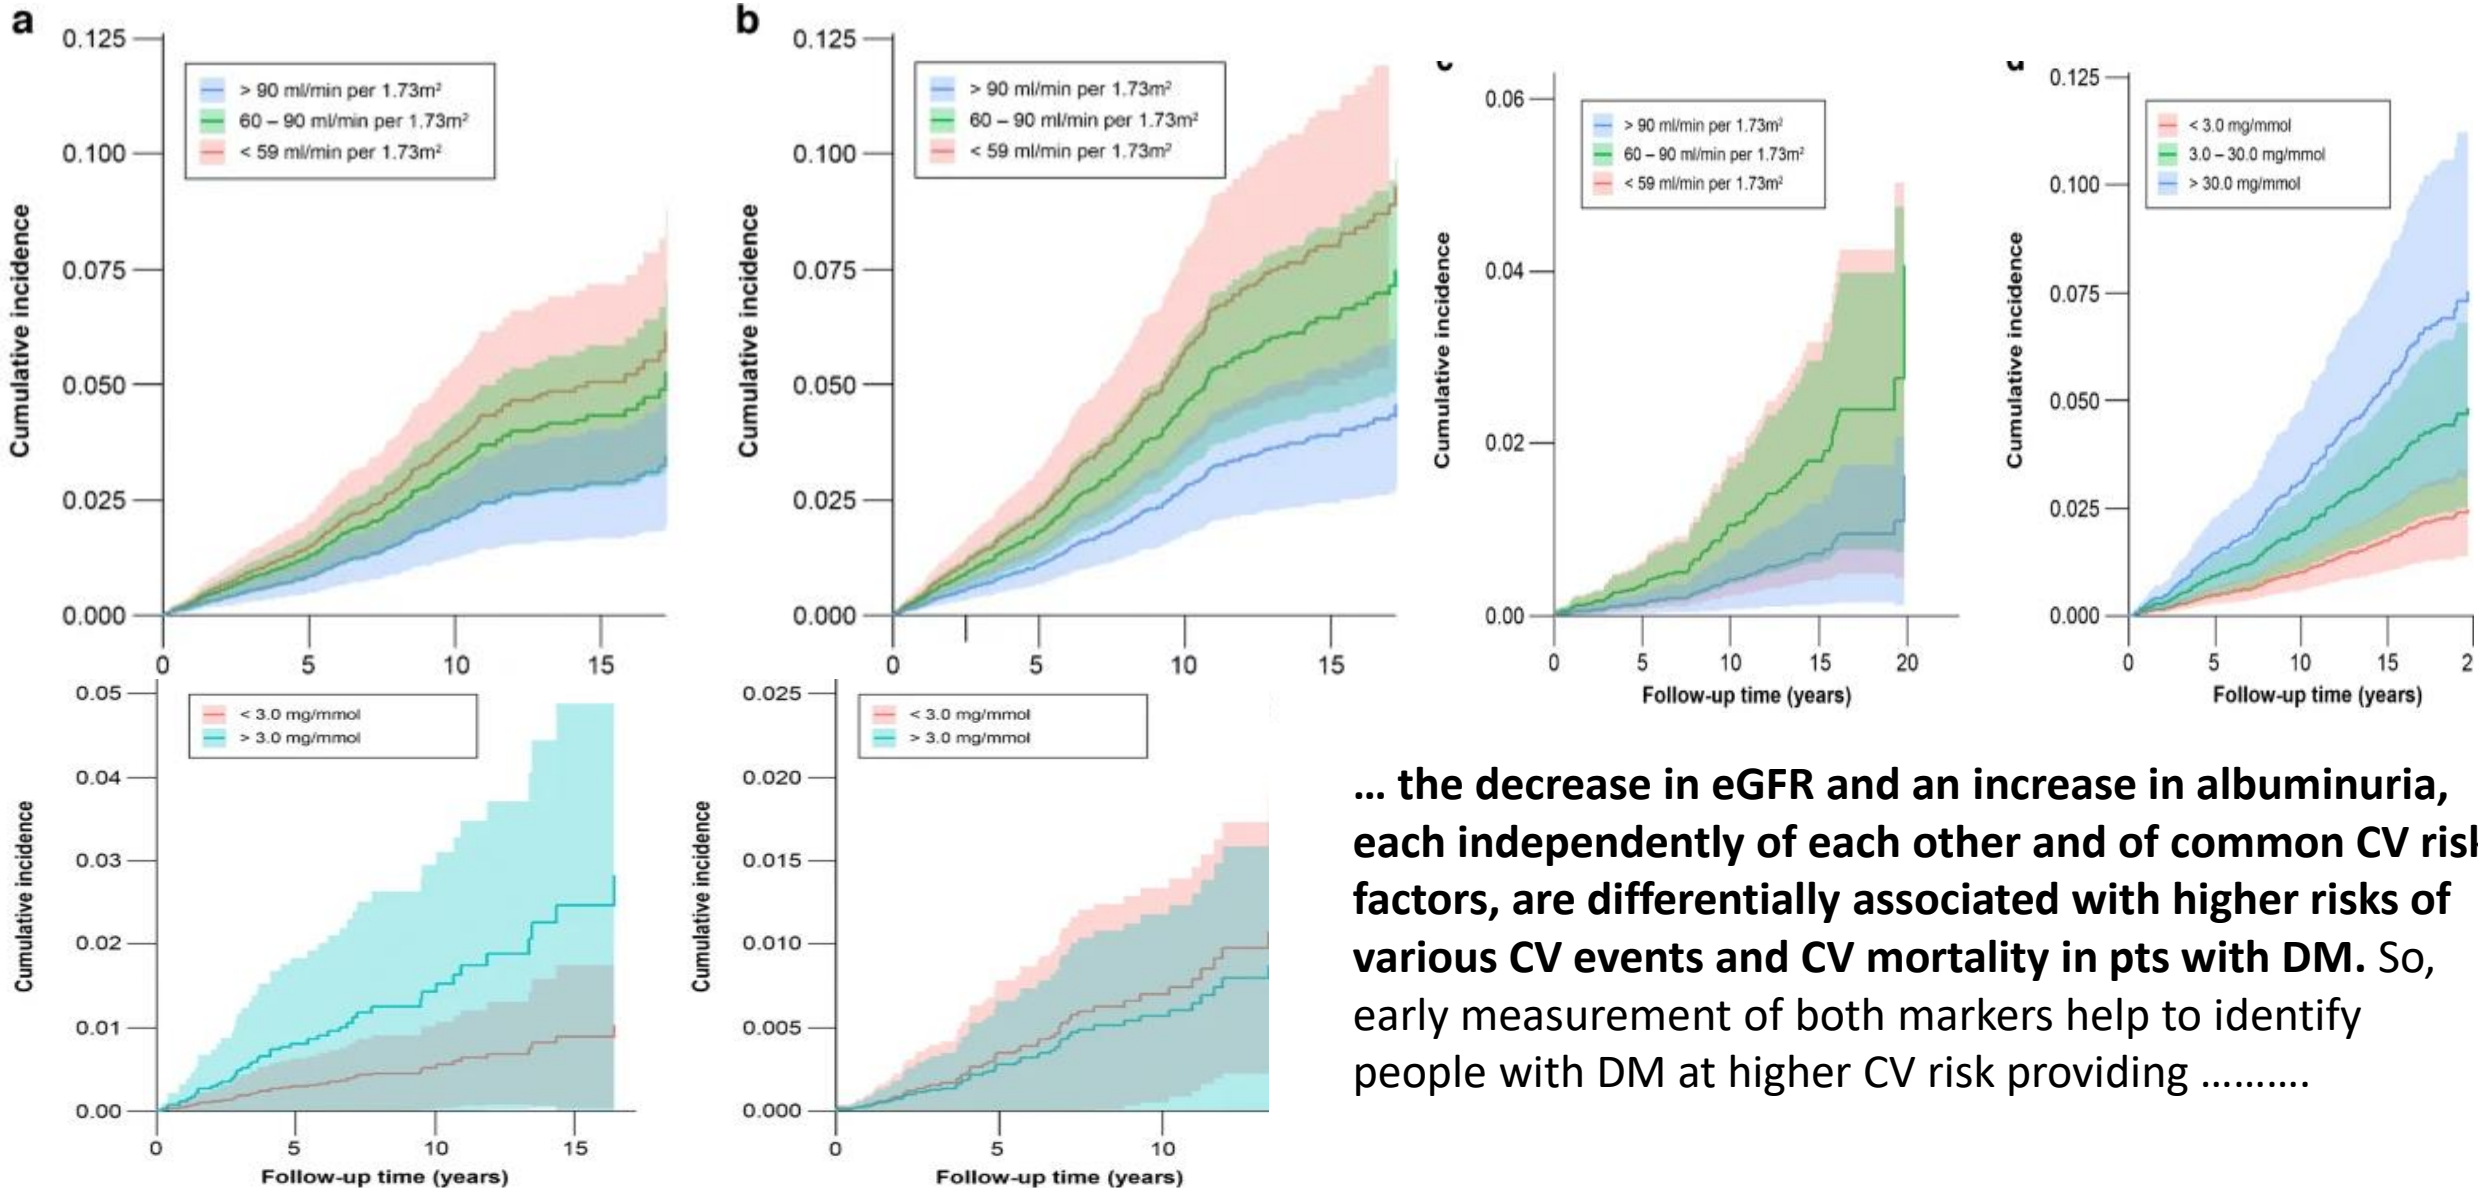 a
0.125
0.100
0.075
0.050
0.025
0.000
Cumulative incidence
> 90 ml/min per 1.73m²
60 – 90 ml/min per 1.73m²
< 59 ml/min per 1.73m²
0 5 10 15
b
0.125
0.100
0.075
0.050
0.025
0.000
Cumulative incidence
> 90 ml/min per 1.73m²
60 – 90 ml/min per 1.73m²
< 59 ml/min per 1.73m²
0 5 10 15
0.06
0.04
0.02
0.00
Cumulative incidence
> 90 ml/min per 1.73m²
60 – 90 ml/min per 1.73m²
< 59 ml/min per 1.73m²
0 5 10 15 20
Follow-up time (years)
0.125
0.100
0.075
0.050
0.025
0.000
Cumulative incidence
< 3.0 mg/mmol
3.0 – 30.0 mg/mmol
> 30.0 mg/mmol
0 5 10 15 2
Follow-up time (years)
0.05
0.04
0.03
0.02
0.01
0.00
Cumulative incidence
< 3.0 mg/mmol
> 3.0 mg/mmol
0 5 10 15
Follow-up time (years)
0.025
0.020
0.015
0.010
0.005
0.000
Cumulative incidence
< 3.0 mg/mmol
> 3.0 mg/mmol
0 5 10
Follow-up time (years)
... the decrease in eGFR and an increase in albuminuria,
each independently of each other and of common CV risk
factors, are differentially associated with higher risks of
various CV events and CV mortality in pts with DM. So,
early measurement of both markers help to identify
people with DM at higher CV risk providing ..........